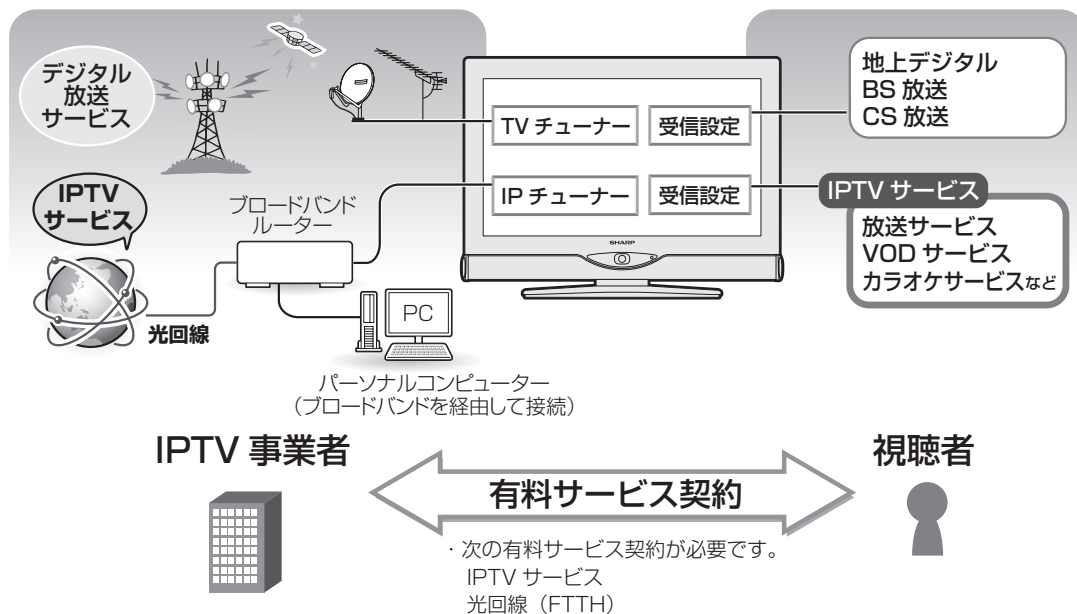 デジタル
放送
サービス
TV チューナー
受信設定
地上デジタル
BS 放送
CS 放送
IPTV
サービス
ブロードバンド
ルーター
IP チューナー
受信設定
IPTV サービス
放送サービス
VOD サービス
カラオケサービスなど
SHARP
光回線
PC
パーソナルコンピューター
（ブロードバンドを経由して接続）
IPTV 事業者
有料サービス契約
視聴者
・次の有料サービス契約が必要です。
IPTV サービス
光回線（FTTH）